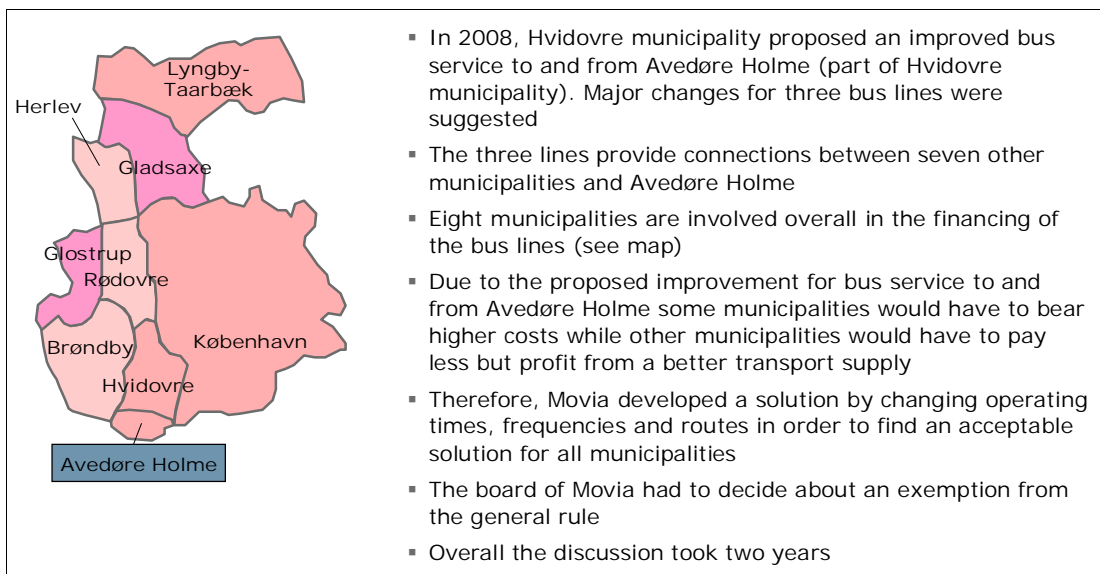 Lyngby-
Taarbæk
Herlev
Gladsaxe
Glostrup
Rødovre
Brøndby
København
Hvidovre
Avedøre Holme
▪ In 2008, Hvidovre municipality proposed an improved bus
service to and from Avedøre Holme (part of Hvidovre
municipality). Major changes for three bus lines were
suggested
▪ The three lines provide connections between seven other
municipalities and Avedøre Holme
▪ Eight municipalities are involved overall in the financing of
the bus lines (see map)
▪ Due to the proposed improvement for bus service to and
from Avedøre Holme some municipalities would have to bear
higher costs while other municipalities would have to pay
less but profit from a better transport supply
▪ Therefore, Movia developed a solution by changing operating
times, frequencies and routes in order to find an acceptable
solution for all municipalities
▪ The board of Movia had to decide about an exemption from
the general rule
▪ Overall the discussion took two years